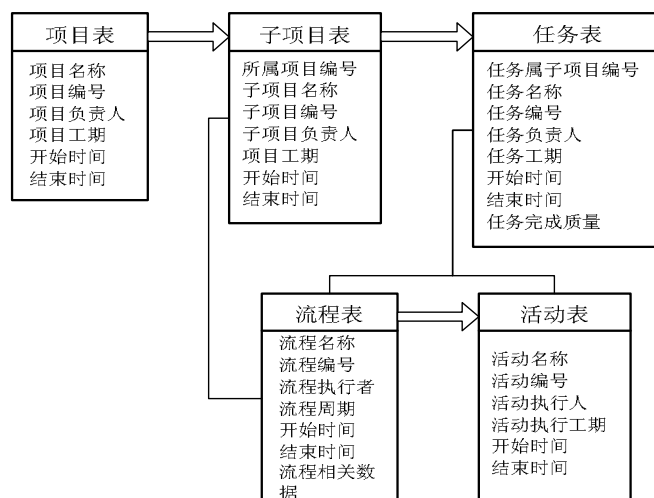 项目表
项目名称
项目编号
项目负责人
项目工期
开始时间
结束时间
子项目表
所属项目编号
子项目名称
子项目编号
子项目负责人
项目工期
开始时间
结束时间
任务表
任务属子项目编号
任务名称
任务编号
任务负责人
任务工期
开始时间
结束时间
任务完成质量
流程表
流程名称
流程编号
流程执行者
流程周期
开始时间
结束时间
流程相关数
据
活动表
活动名称
活动编号
活动执行人
活动执行工期
开始时间
结束时间